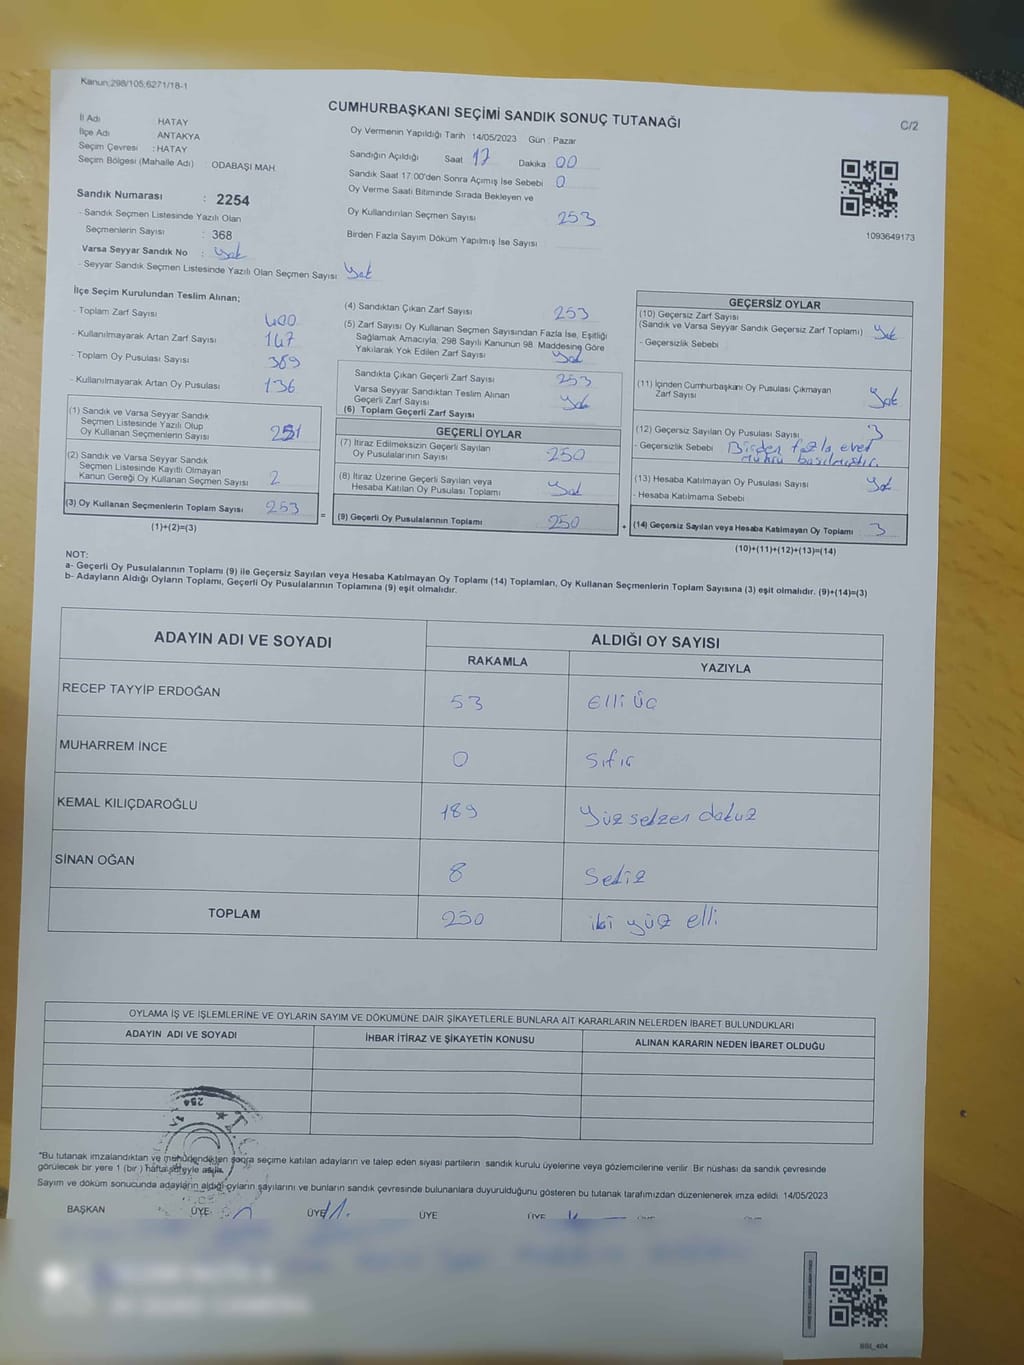 Kanun:298/105;6271/18-1
CUMHURBAŞKANI SEÇİMİ SANDIK SONUÇ TUTANAĞI
C/2
İl Adı HATAY
İlçe Adı ANTAKYA
Seçim Çevresi : HATAY
Seçim Bölgesi (Mahalle Adı) : ODABAŞI MAH.
Oy Vermenin Yapıldığı Tarih 14/05/2023 Gün : Pazar
Sandığın Açıldığı Saat 17 Dakika 00
Sandık Saat 17.00'den Sonra Açımış İse Sebebi 0
Oy Verme Saati Bitiminde Sırada Bekleyen ve
Oy Kullandırılan Seçmen Sayısı 253
Birden Fazla Sayım Döküm Yapılmış İse Sayısı
1093649173
Sandık Numarası : 2254
- Sandık Seçmen Listesinde Yazılı Olan
Seçmenlerin Sayısı : 368
Varsa Seyyar Sandık No : Yok
- Seyyar Sandık Seçmen Listesinde Yazılı Olan Seçmen Sayısı Yok
İlçe Seçim Kurulundan Teslim Alınan;
- Toplam Zarf Sayısı 400
- Kullanılmayarak Artan Zarf Sayısı 147
- Toplam Oy Pusulası Sayısı 389
- Kullanılmayarak Artan Oy Pusulası 136
(1) Sandık ve Varsa Seyyar Sandık
Seçmen Listesinde Yazılı Olup
Oy Kullanan Seçmenlerin Sayısı 251
(2) Sandık ve Varsa Seyyar Sandık
Seçmen Listesinde Kayıtlı Olmayan
Kanun Gereği Oy Kullanan Seçmen Sayısı 2
(3) Oy Kullanan Seçmenlerin Toplam Sayısı 253
(1)+(2)=(3)
(4) Sandıktan Çıkan Zarf Sayısı 253
(5) Zarf Sayısı Oy Kullanan Seçmen Sayısından Fazla İse, Eşitliği
Sağlamak Amacıyla, 298 Sayılı Kanunun 98. Maddesine Göre
Yakılarak Yok Edilen Zarf Sayısı Yok
Sandıkta Çıkan Geçerli Zarf Sayısı 253
Varsa Seyyar Sandıktan Teslim Alınan
Geçerli Zarf Sayısı Yok
(6) Toplam Geçerli Zarf Sayısı
GEÇERLİ OYLAR
(7) İtiraz Edilmeksizin Geçerli Sayılan
Oy Pusulalarının Sayısı 250
(8) İtiraz Üzerine Geçerli Sayılan veya
Hesaba Katılan Oy Pusulası Toplamı Yok
= (9) Geçerli Oy Pusulalarının Toplamı 250 +
GEÇERSİZ OYLAR
(10) Geçersiz Zarf Sayısı
(Sandık ve Varsa Seyyar Sandık Geçersiz Zarf Toplamı) Yok
- Geçersizlik Sebebi
(11) İçinden Cumhurbaşkanı Oy Pusulası Çıkmayan
Zarf Sayısı Yok
(12) Geçersiz Sayılan Oy Pusulası Sayısı 3
- Geçersizlik Sebebi Birden fazla evet
mührü basılmıştır.
(13) Hesaba Katılmayan Oy Pusulası Sayısı Yok
- Hesaba Katılmama Sebebi
(14) Geçersiz Sayılan veya Hesaba Katılmayan Oy Toplamı 3
(10)+(11)+(12)+(13)=(14)
NOT:
a- Geçerli Oy Pusulalarının Toplamı (9) ile Geçersiz Sayılan veya Hesaba Katılmayan Oy Toplamı (14) Toplamları, Oy Kullanan Seçmenlerin Toplam Sayısına (3) eşit olmalıdır. (9)+(14)=(3)
b- Adayların Aldığı Oyların Toplamı, Geçerli Oy Pusulalarının Toplamına (9) eşit olmalıdır.
ADAYIN ADI VE SOYADI ALDIĞI OY SAYISI
RAKAMLA YAZIYLA
RECEP TAYYİP ERDOĞAN 53 Elli Üç
MUHARREM İNCE 0 Sıfır
KEMAL KILIÇDAROĞLU 189 Yüz seksen dokuz
SİNAN OĞAN 8 Sekiz
TOPLAM 250 iki yüz elli
OYLAMA İŞ VE İŞLEMLERİNE VE OYLARIN SAYIM VE DÖKÜMÜNE DAİR ŞİKAYETLERLE BUNLARA AİT KARARLARIN NELERDEN İBARET BULUNDUKLARI
ADAYIN ADI VE SOYADI İHBAR İTİRAZ VE ŞİKAYETİN KONUSU ALINAN KARARIN NEDEN İBARET OLDUĞU
*Bu tutanak imzalandıktan ve mühürlendikten sonra seçime katılan adayların ve talep eden siyasi partilerin sandık kurulu üyelerine veya gözlemcilerine verilir. Bir nüshası da sandık çevresinde
görülecek bir yere 1 (bir ) hafta süreyle asılır.
Sayım ve döküm sonucunda adayların aldığı oyların sayılarını ve bunların sandık çevresinde bulunanlara duyurulduğunu gösteren bu tutanak tarafımızdan düzenlenerek imza edildi. 14/05/2023
BAŞKAN ÜYE ÜYE ÜYE ÜYE